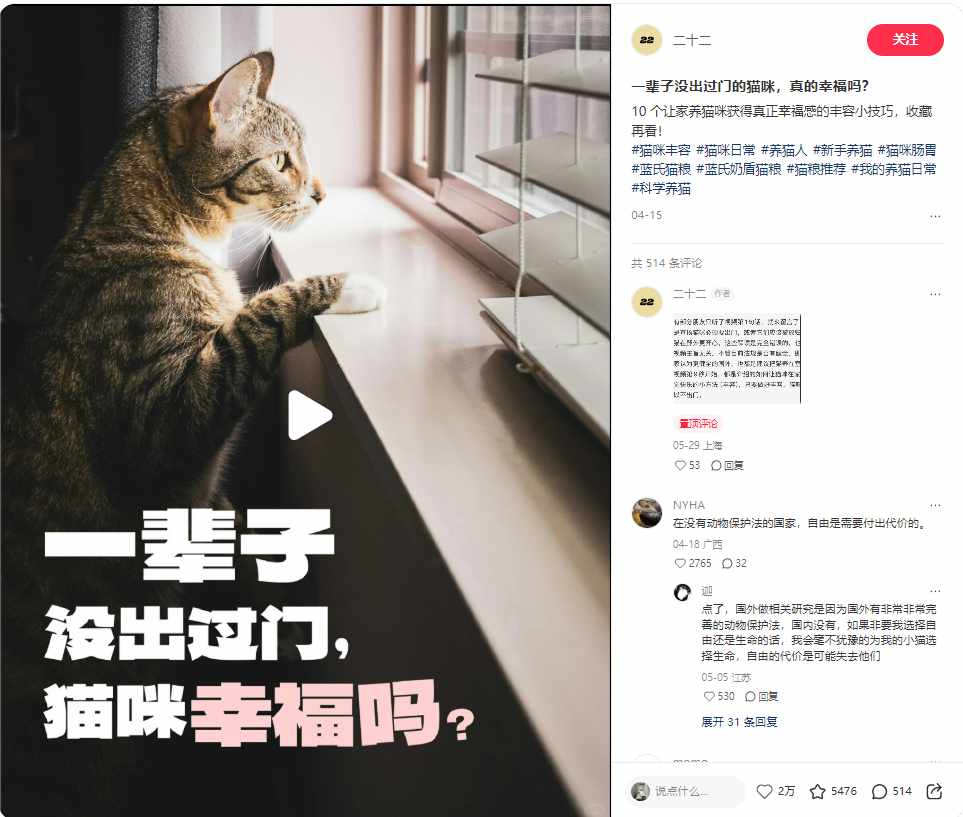 一辈子
没出过门，
猫咪幸福吗？
22
二十二
关注
一辈子没出过门的猫咪，真的幸福吗？
10 个让家养猫咪获得真正幸福感的丰容小技巧，收藏
再看！
#猫咪丰容 #猫咪日常 #养猫人 #新手养猫 #猫咪肠胃
#蓝氏猫粮 #蓝氏奶盾猫粮 #猫粮推荐 #我的养猫日常
#科学养猫
04-15
共 514 条评论
22
二十二 作者
置顶评论
05-29 上海
53 回复
NYHA
在没有动物保护法的国家，自由是需要付出代价的。
04-18 广西
2765 32
迦
点了，国外做相关研究是因为国外有非常非常完
善的动物保护法，国内没有，如果非要我选择自
由还是生命的话，我会毫不犹豫的为我的小猫选
择生命，自由的代价是可能失去他们
05-05 江苏
530 回复
展开 31 条回复
说点什么...
2万 5476 514